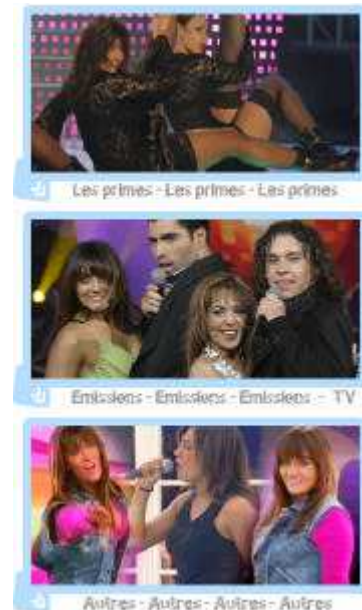 Les primes - Les primes - Les primes
Emissions - Emissions - Emissions - TV
Autres - Autres - Autres - Autres